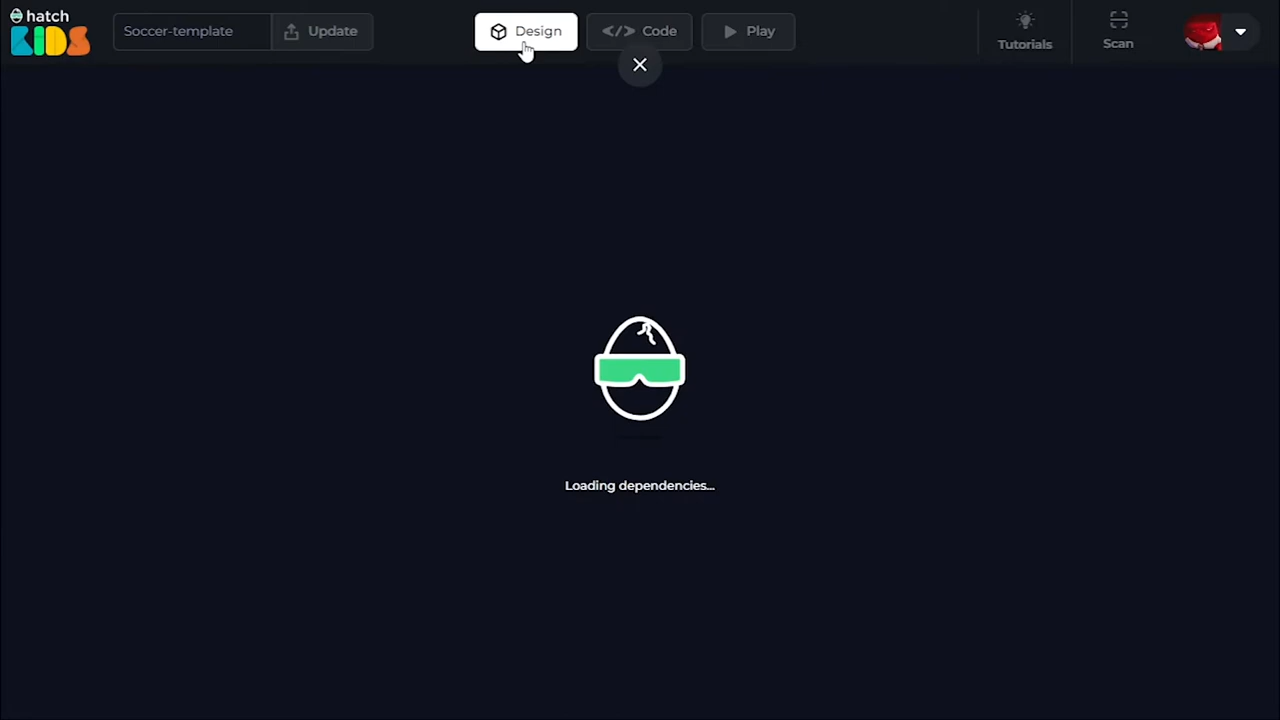 hatch
KIDS
Soccer-template
Update
Design
</> Code
Play
Tutorials
Scan
Loading dependencies...